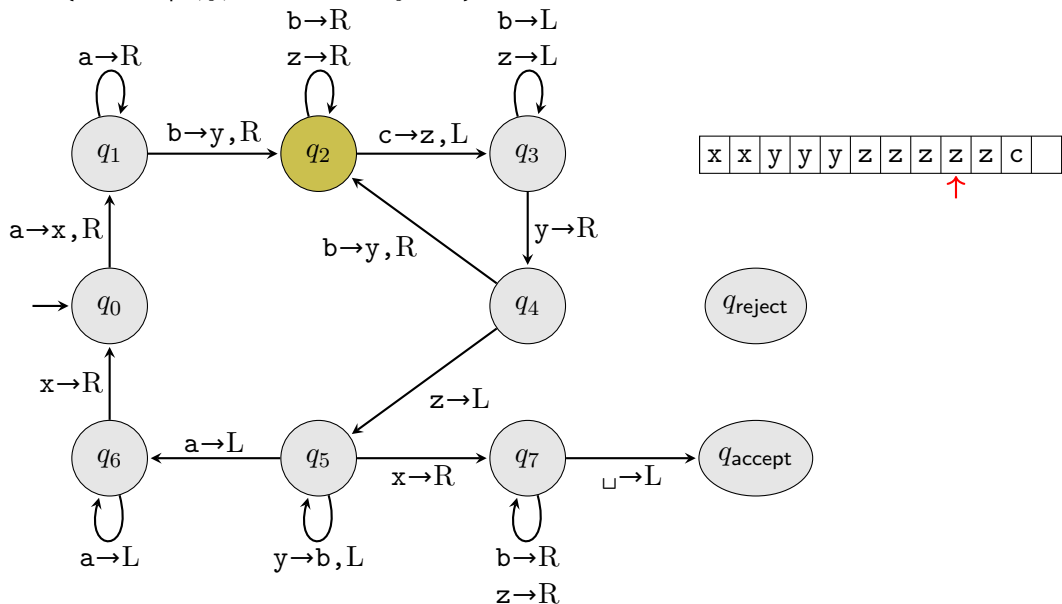 b→R
b→L
a→R
z→R
z→L
b→y,R
c→z,L
q1
q2
q3
x x y y y z z z z z c
↑
a→x,R
b→y,R
y→R
q0
q4
qreject
x→R
z→L
a→L
q6
q5
x→R
q7
␣→L
qaccept
a→L
y→b,L
b→R
z→R